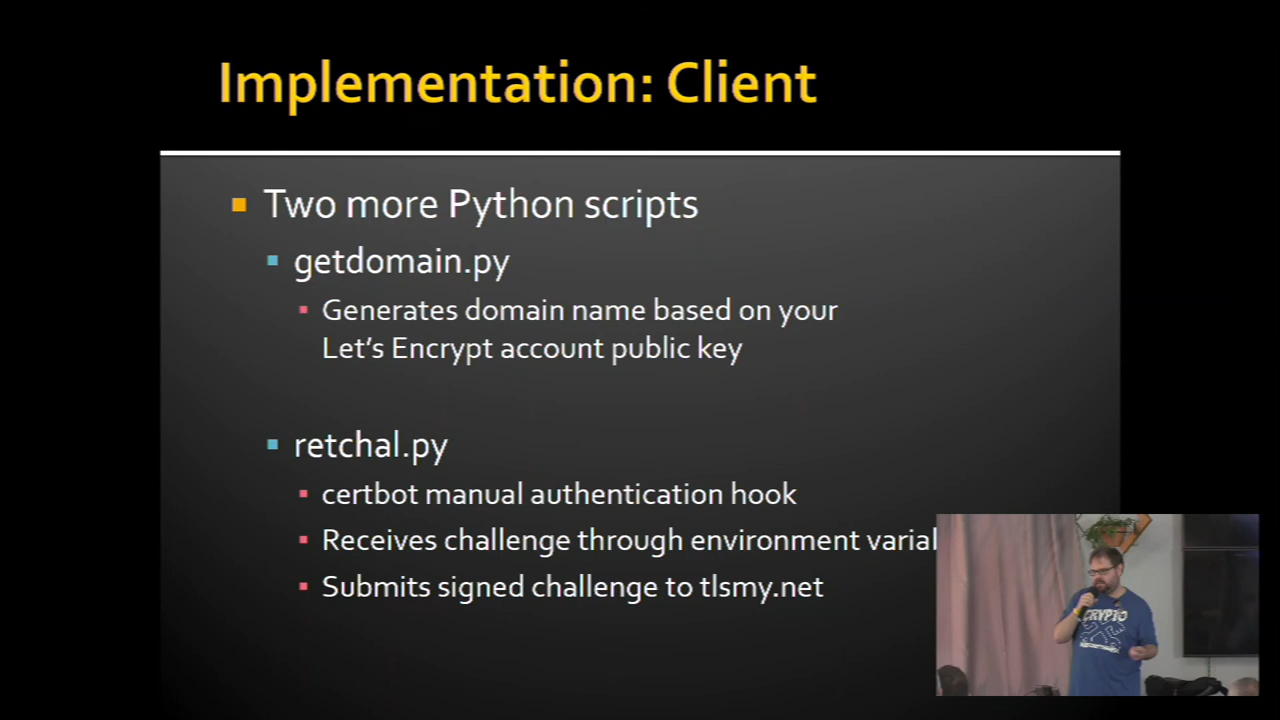 Implementation: Client
Two more Python scripts
getdomain.py
Generates domain name based on your
Let's Encrypt account public key
retchal.py
certbot manual authentication hook
Receives challenge through environment varial
Submits signed challenge to tlsmy.net
CRYPTO